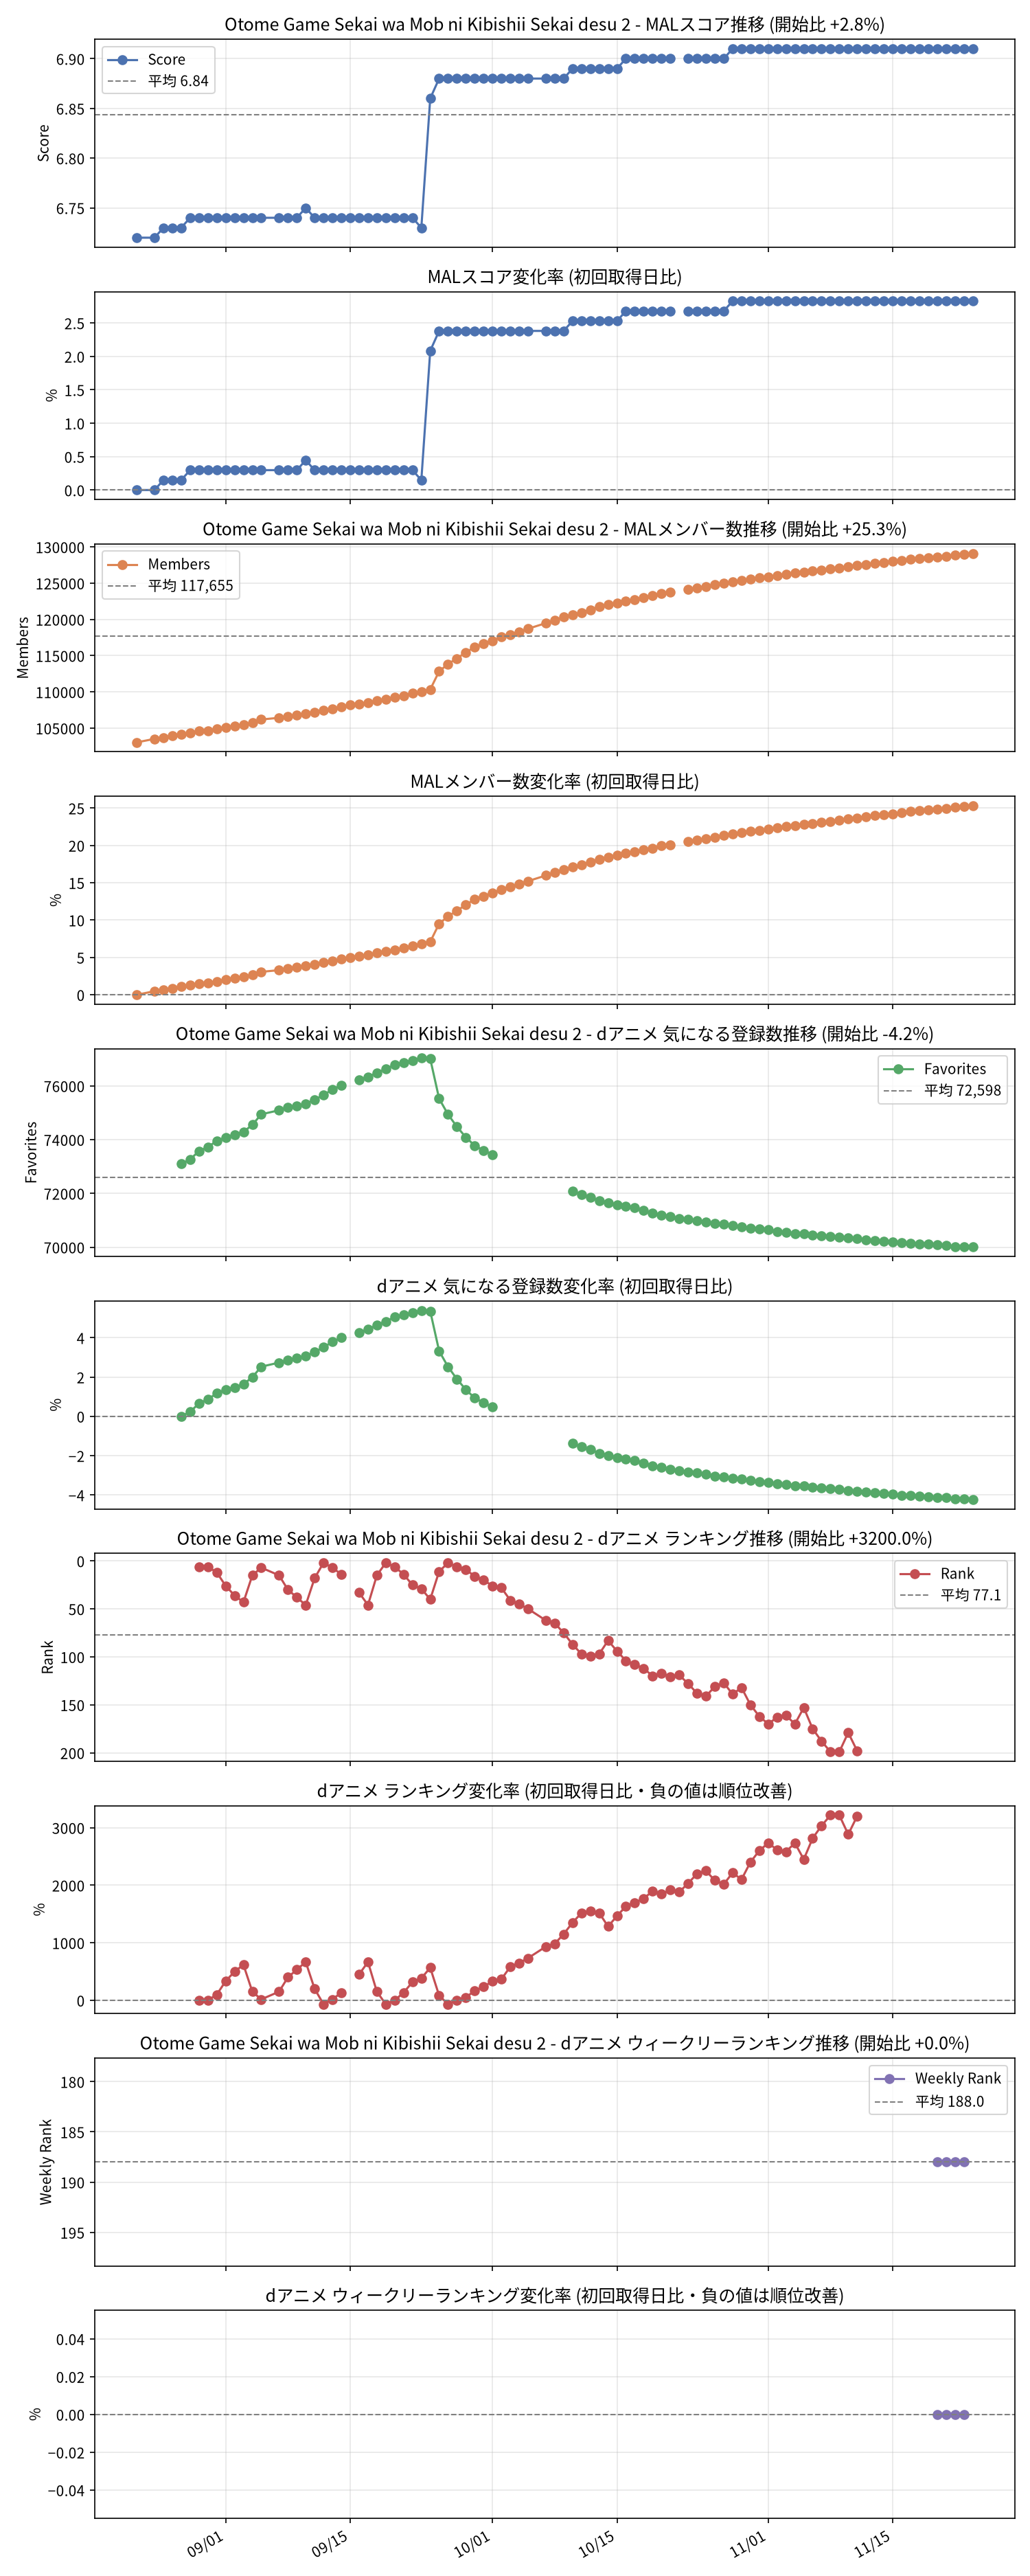 Otome Game Sekai wa Mob ni Kibishii Sekai desu 2 - MALスコア推移 (開始比 +2.8%)
Score
平均 6.84
6.90
6.85
6.80
6.75
Score
MALスコア変化率 (初回取得日比)
2.5
2.0
1.5
1.0
0.5
0.0
%
Otome Game Sekai wa Mob ni Kibishii Sekai desu 2 - MALメンバー数推移 (開始比 +25.3%)
Members
平均 117,655
130000
125000
120000
115000
110000
105000
Members
MALメンバー数変化率 (初回取得日比)
25
20
15
10
5
0
%
Otome Game Sekai wa Mob ni Kibishii Sekai desu 2 - dアニメ 気になる登録数推移 (開始比 -4.2%)
Favorites
平均 72,598
76000
74000
72000
70000
Favorites
dアニメ 気になる登録数変化率 (初回取得日比)
4
2
0
−2
−4
%
Otome Game Sekai wa Mob ni Kibishii Sekai desu 2 - dアニメ ランキング推移 (開始比 +3200.0%)
Rank
平均 77.1
0
50
100
150
200
Rank
dアニメ ランキング変化率 (初回取得日比・負の値は順位改善)
3000
2000
1000
0
%
Otome Game Sekai wa Mob ni Kibishii Sekai desu 2 - dアニメ ウィークリーランキング推移 (開始比 +0.0%)
Weekly Rank
平均 188.0
180
185
190
195
Weekly Rank
dアニメ ウィークリーランキング変化率 (初回取得日比・負の値は順位改善)
0.04
0.02
0.00
−0.02
−0.04
%
09/01
09/15
10/01
10/15
11/01
11/15